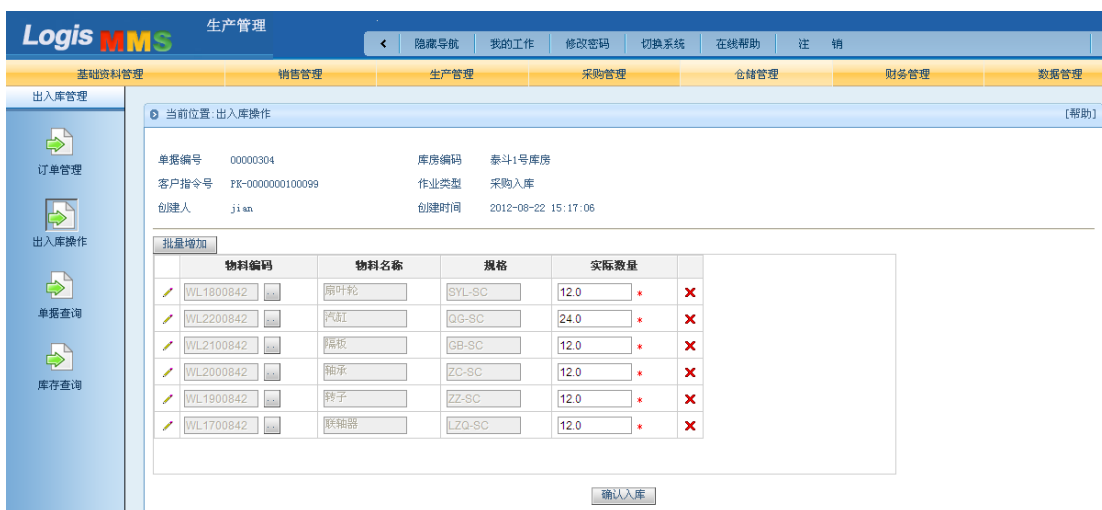 Logis MMS 生产管理
隐藏导航 我的工作 修改密码 切换系统 在线帮助 注 销
基础资料管理 销售管理 生产管理 采购管理 仓储管理 财务管理 数据管理
出入库管理
当前位置:出入库操作 [帮助]
订单管理
出入库操作
单据查询
库存查询
单据编号 00000304 库房编码 泰斗1号库房
客户指令号 PK-0000000100099 作业类型 采购入库
创建人 jian 创建时间 2012-08-22 15:17:06
批量增加
物料编码 物料名称 规格 实际数量
WL1800842 .. 扇叶轮 SYL-SC 12.0 *
WL2200842 .. 汽缸 QG-SC 24.0 *
WL2100842 .. 隔板 GB-SC 12.0 *
WL2000842 .. 轴承 ZC-SC 12.0 *
WL1900842 .. 转子 ZZ-SC 12.0 *
WL1700842 .. 联轴器 LZQ-SC 12.0 *
确认入库